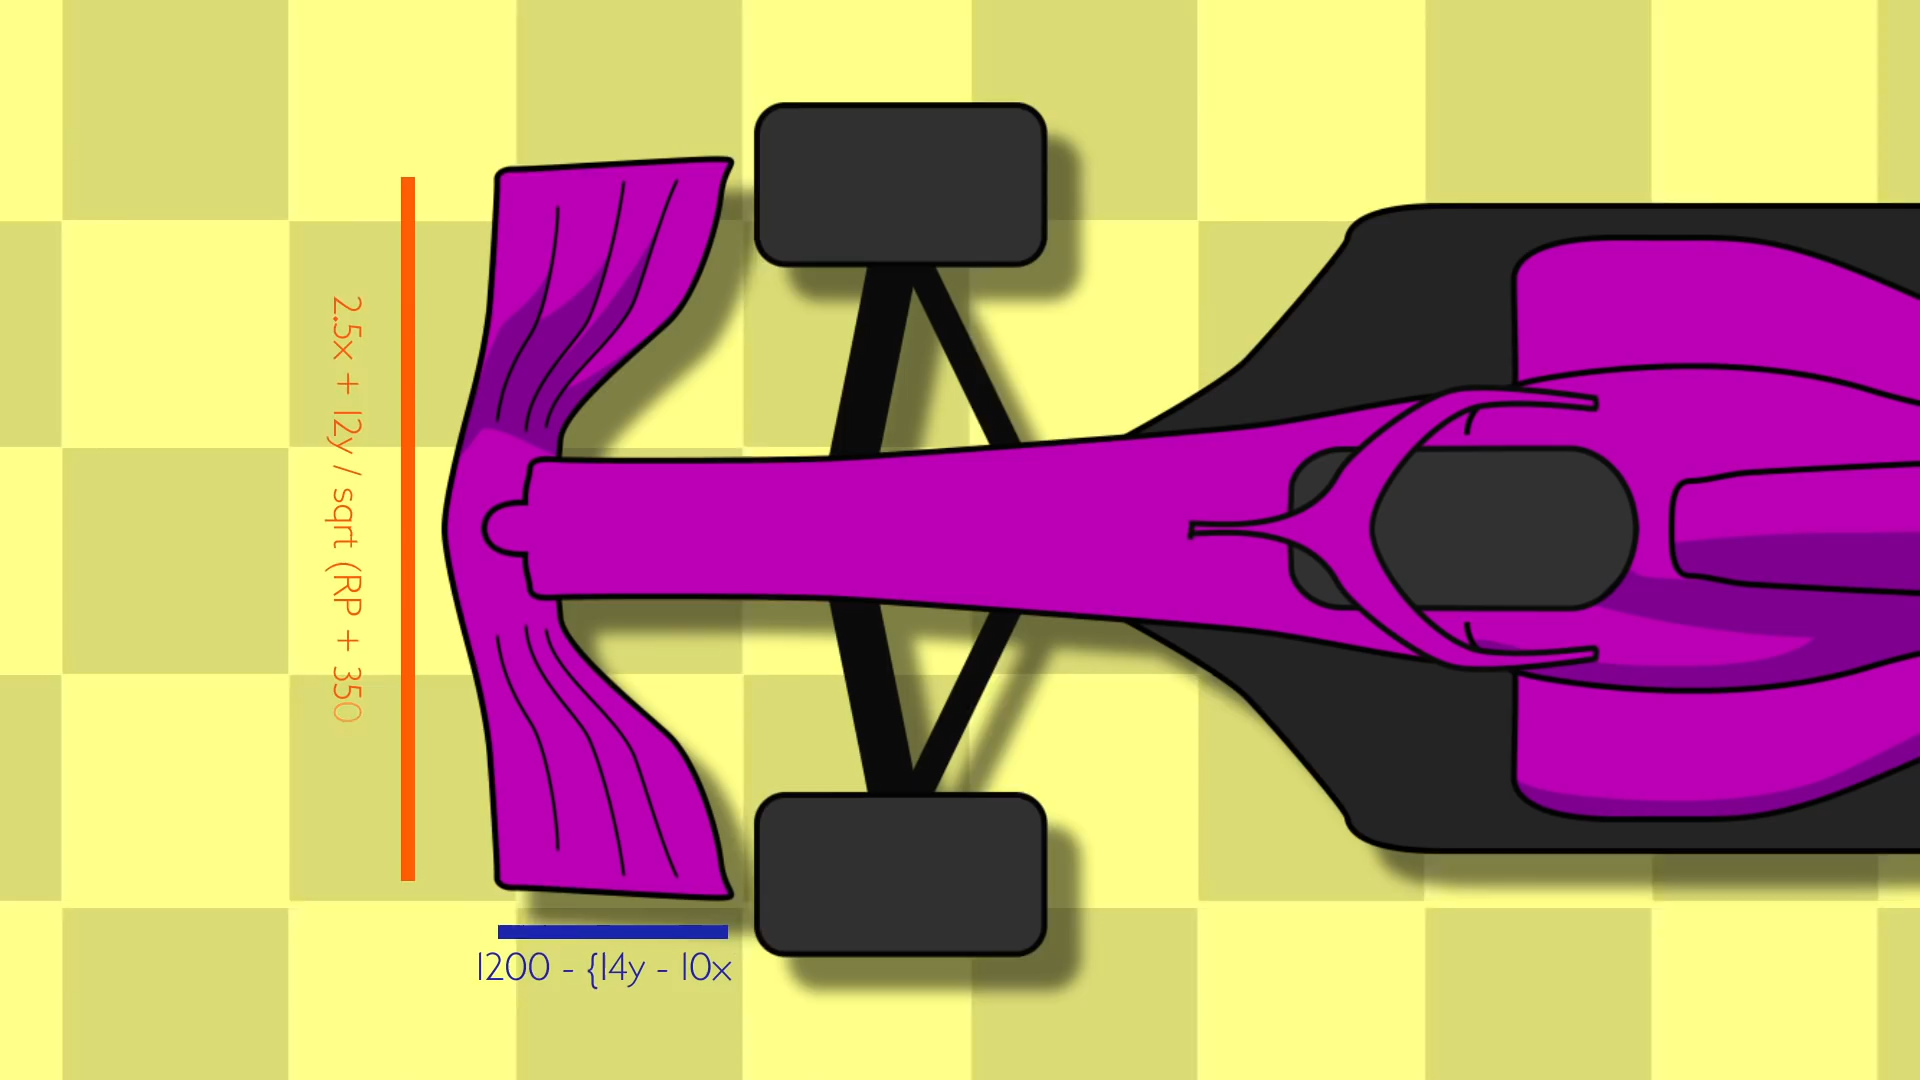 2.5x + 12y / sqrt (RP + 350
1200 - {14y - 10x